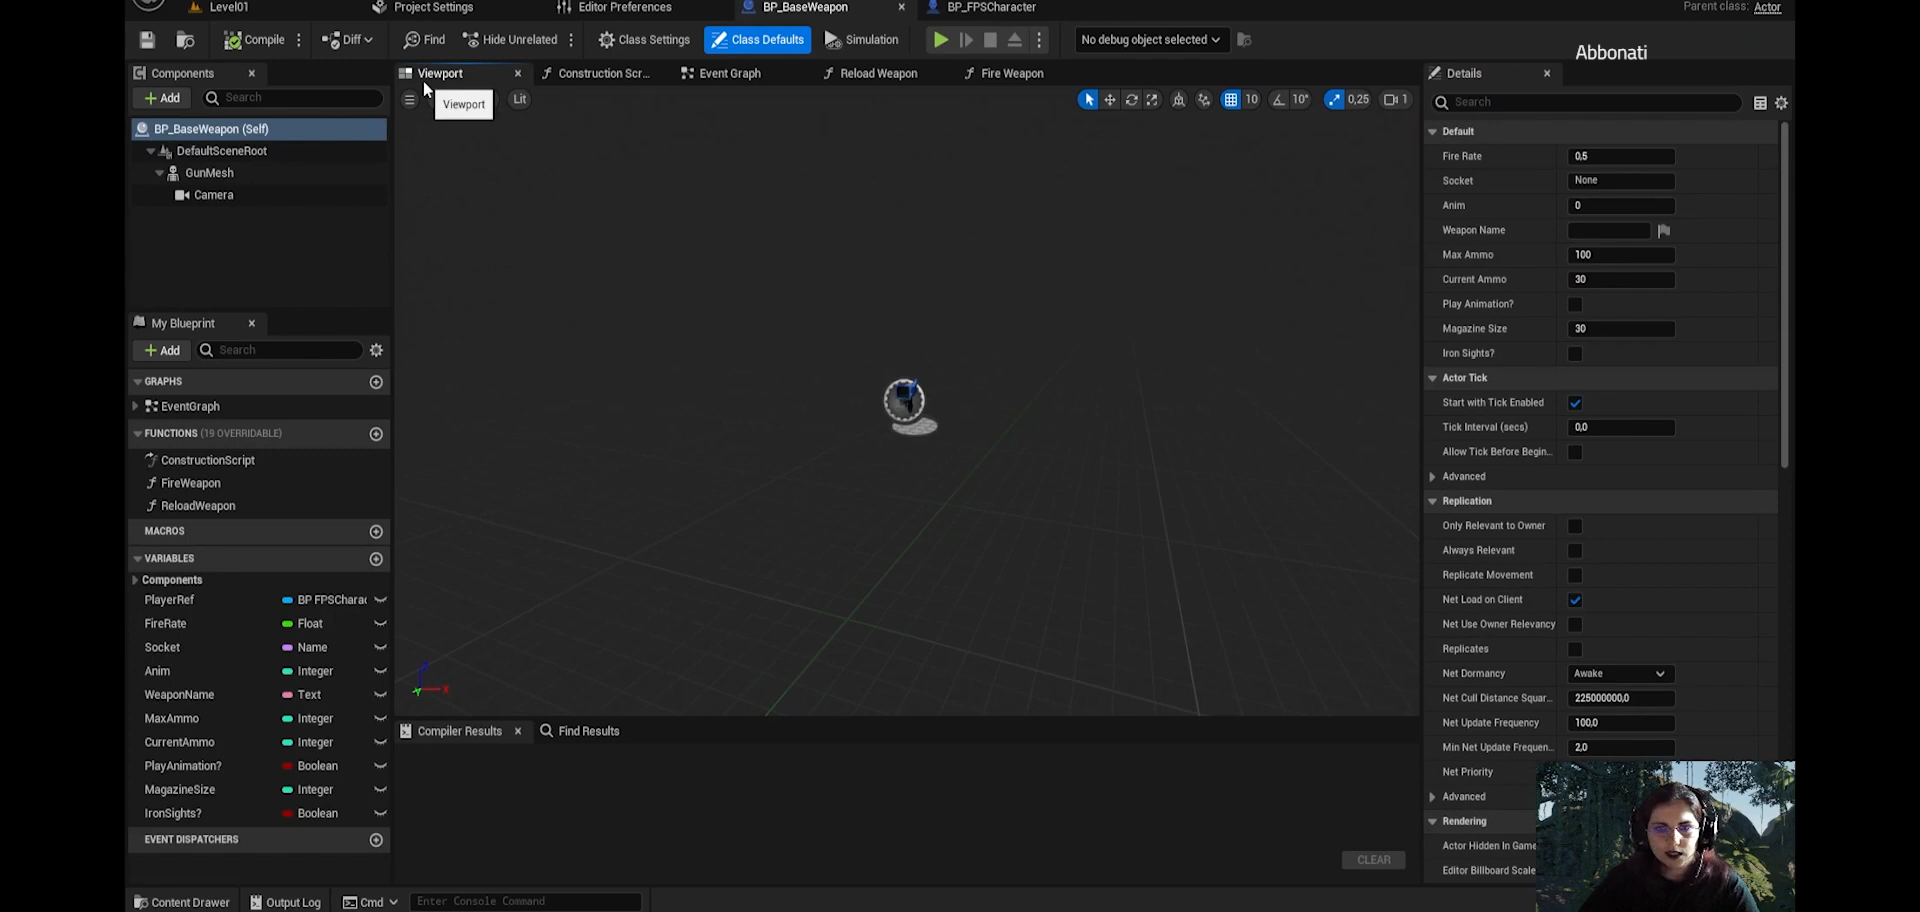 Level01
Project Settings
Editor Preferences
BP_BaseWeapon
BP_FPSCharacter
Parent class: Actor
Compile
Diff
Find
Hide Unrelated
Class Settings
Class Defaults
Simulation
No debug object selected
Abbonati
Components
Add
Search
BP_BaseWeapon (Self)
DefaultSceneRoot
GunMesh
Camera
My Blueprint
Add
Search
GRAPHS
EventGraph
FUNCTIONS (19 OVERRIDABLE)
ConstructionScript
FireWeapon
ReloadWeapon
MACROS
VARIABLES
Components
PlayerRef BP FPSCharac
FireRate Float
Socket Name
Anim Integer
WeaponName Text
MaxAmmo Integer
CurrentAmmo Integer
PlayAnimation? Boolean
MagazineSize Integer
IronSights? Boolean
EVENT DISPATCHERS
Viewport
Construction Scr...
Event Graph
Reload Weapon
Fire Weapon
Viewport
Lit
10
10°
0,25
1
X
Compiler Results
Find Results
CLEAR
Details
Search
Default
Fire Rate 0,5
Socket None
Anim 0
Weapon Name
Max Ammo 100
Current Ammo 30
Play Animation?
Magazine Size 30
Iron Sights?
Actor Tick
Start with Tick Enabled
Tick Interval (secs) 0,0
Allow Tick Before Begin...
Advanced
Replication
Only Relevant to Owner
Always Relevant
Replicate Movement
Net Load on Client
Net Use Owner Relevancy
Replicates
Net Dormancy Awake
Net Cull Distance Squar... 225000000,0
Net Update Frequency 100,0
Min Net Update Frequen... 2,0
Net Priority
Advanced
Rendering
Actor Hidden In Game
Editor Billboard Scale
Content Drawer
Output Log
Cmd
Enter Console Command